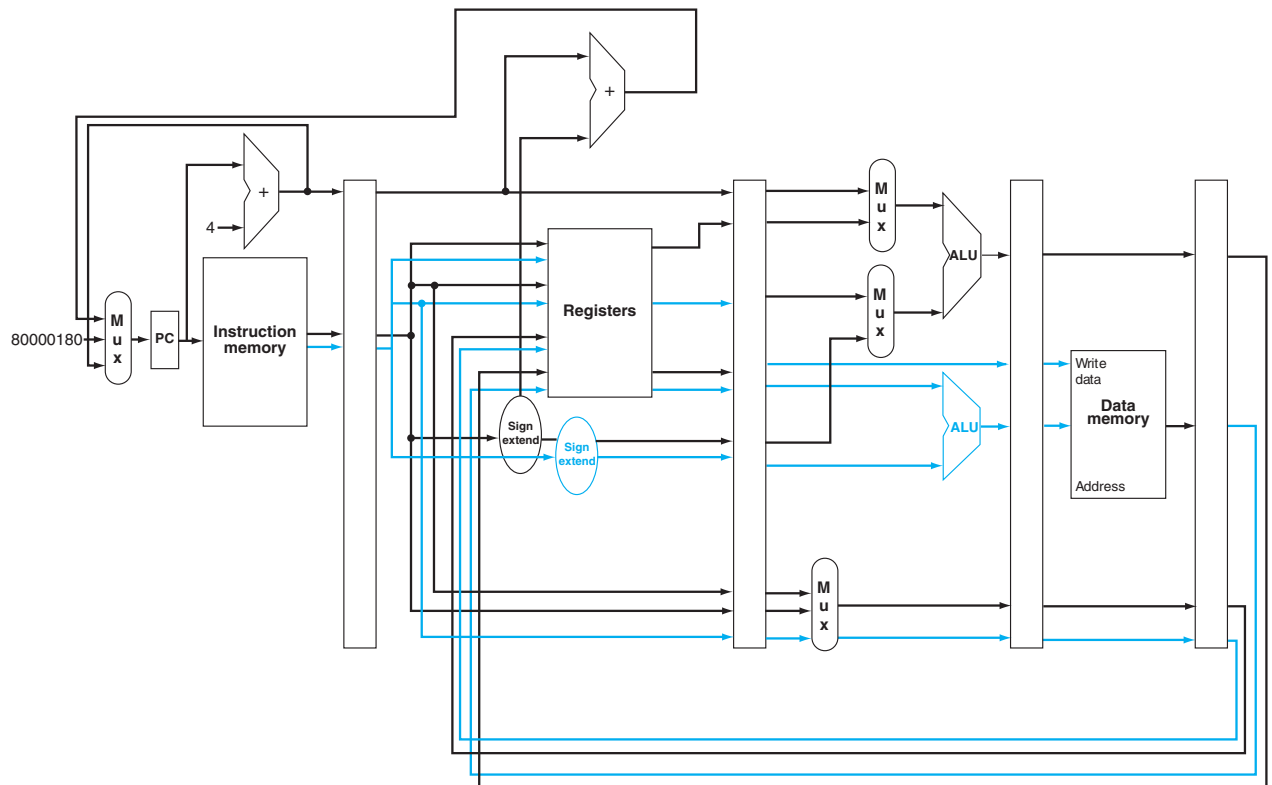 +
+
4
M
u
x
ALU
M
u
x
Registers
80000180
M
u
x
PC
Instruction
memory
Write
data
Data
memory
Address
ALU
Sign
extend
Sign
extend
M
u
x